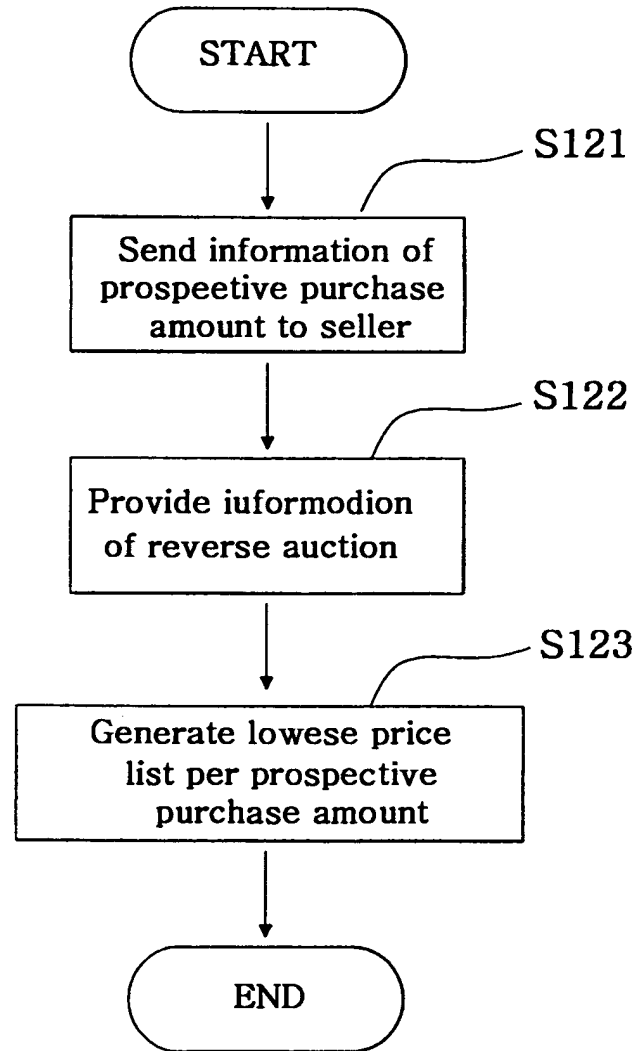 START
S121
Send information of
prospeetive purchase
amount to seller
S122
Provide iuformodion
of reverse auction
S123
Generate lowese price
list per prospective
purchase amount
END